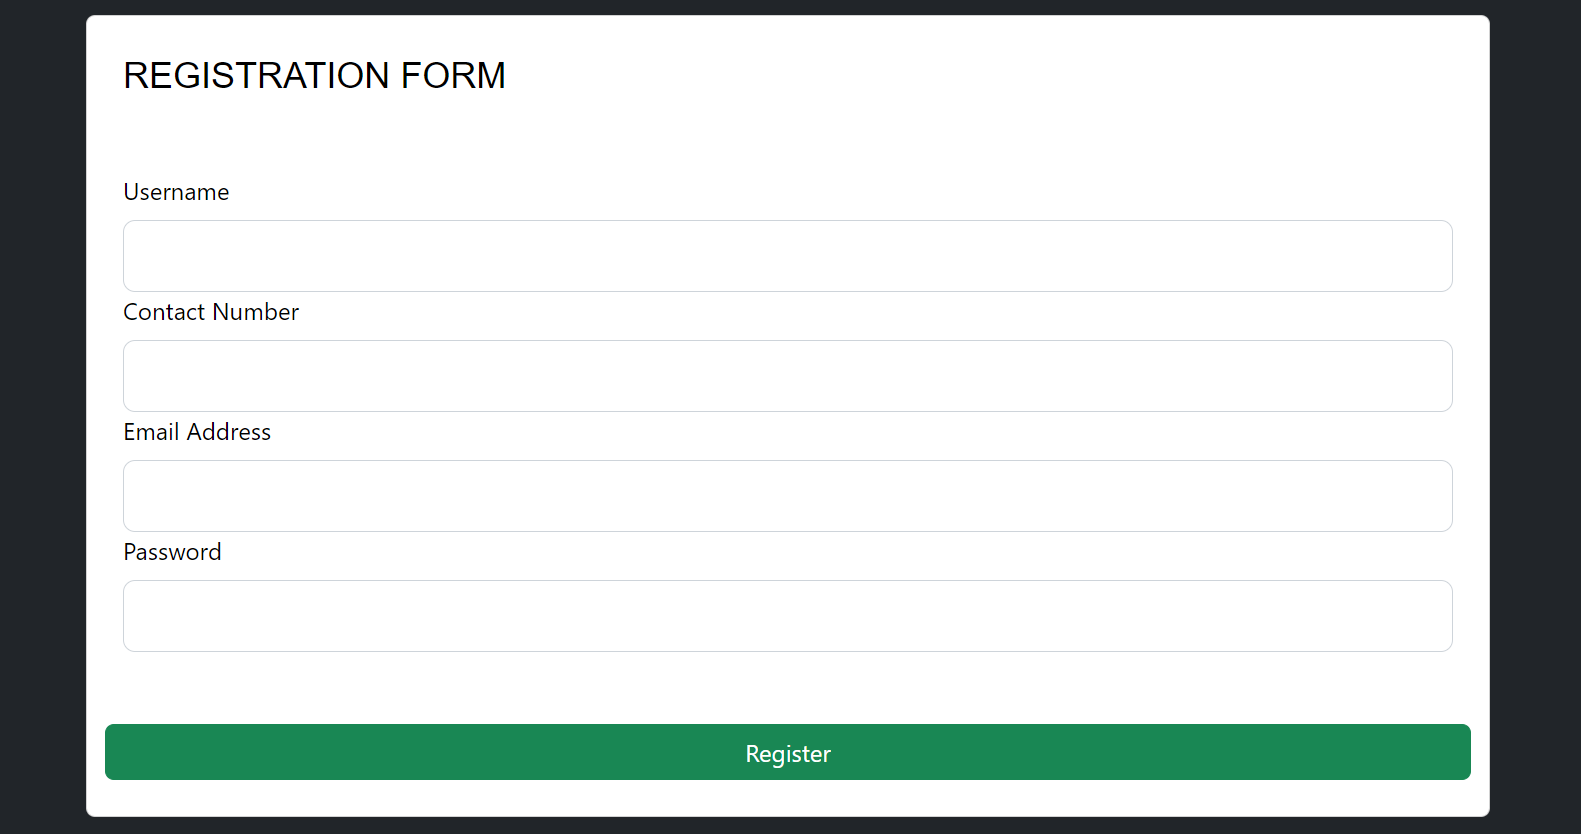 REGISTRATION FORM
Username
Contact Number
Email Address
Password
Register